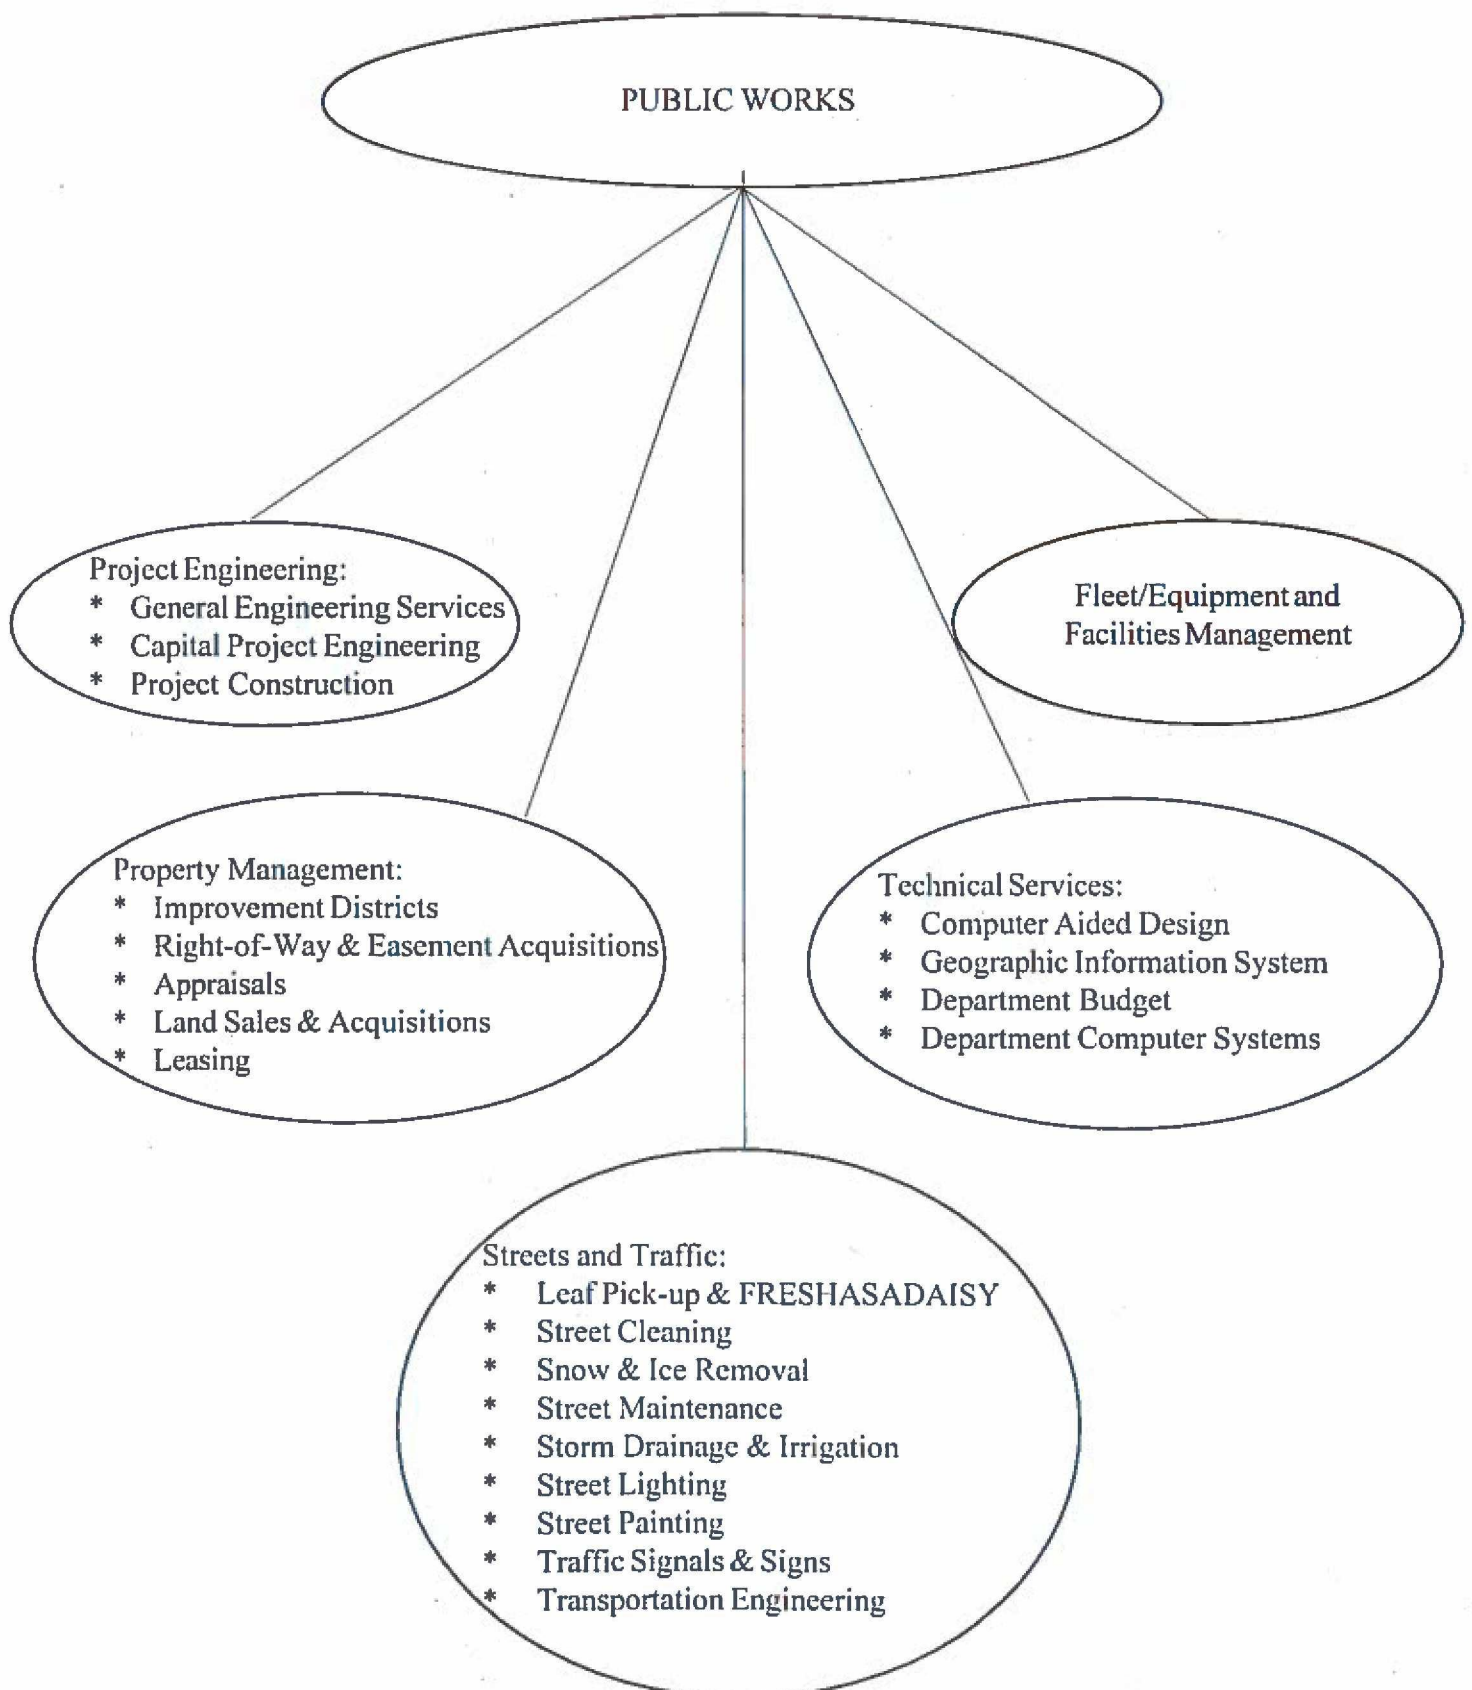 PUBLIC WORKS
Project Engineering:
* General Engineering Services
* Capital Project Engineering
* Project Construction
Fleet/Equipment and
Facilities Management
Property Management:
* Improvement Districts
* Right-of-Way & Easement Acquisitions
* Appraisals
* Land Sales & Acquisitions
* Leasing
Technical Services:
* Computer Aided Design
* Geographic Information System
* Department Budget
* Department Computer Systems
Streets and Traffic:
* Leaf Pick-up & FRESHASADAISY
* Street Cleaning
* Snow & Ice Removal
* Street Maintenance
* Storm Drainage & Irrigation
* Street Lighting
* Street Painting
* Traffic Signals & Signs
* Transportation Engineering